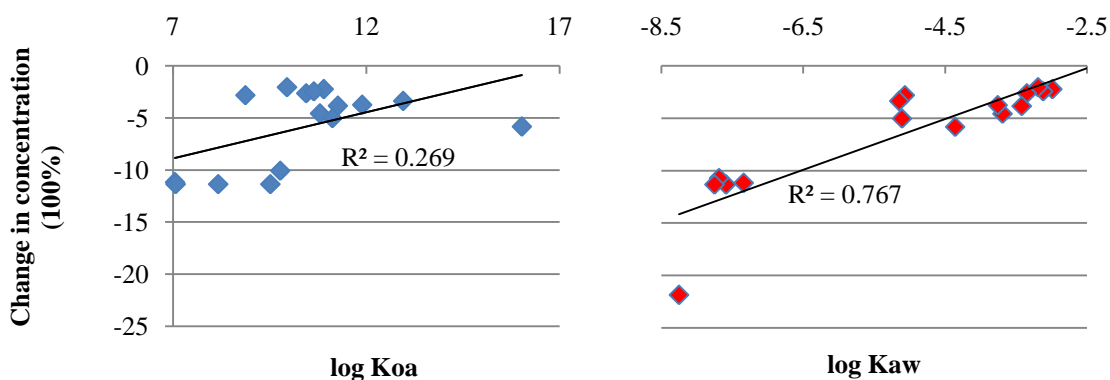 7 12 17
-8.5 -6.5 -4.5 -2.5
Change in concentration
(100%)
0
-5
-10
-15
-20
-25
R² = 0.269
R² = 0.767
log Koa
log Kaw